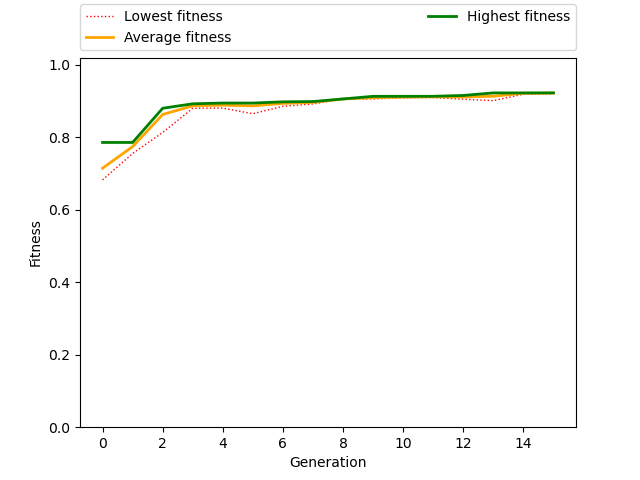 Lowest fitness
Average fitness
Highest fitness
1.0
0.8
0.6
0.4
0.2
0.0
Fitness
0 2 4 6 8 10 12 14
Generation